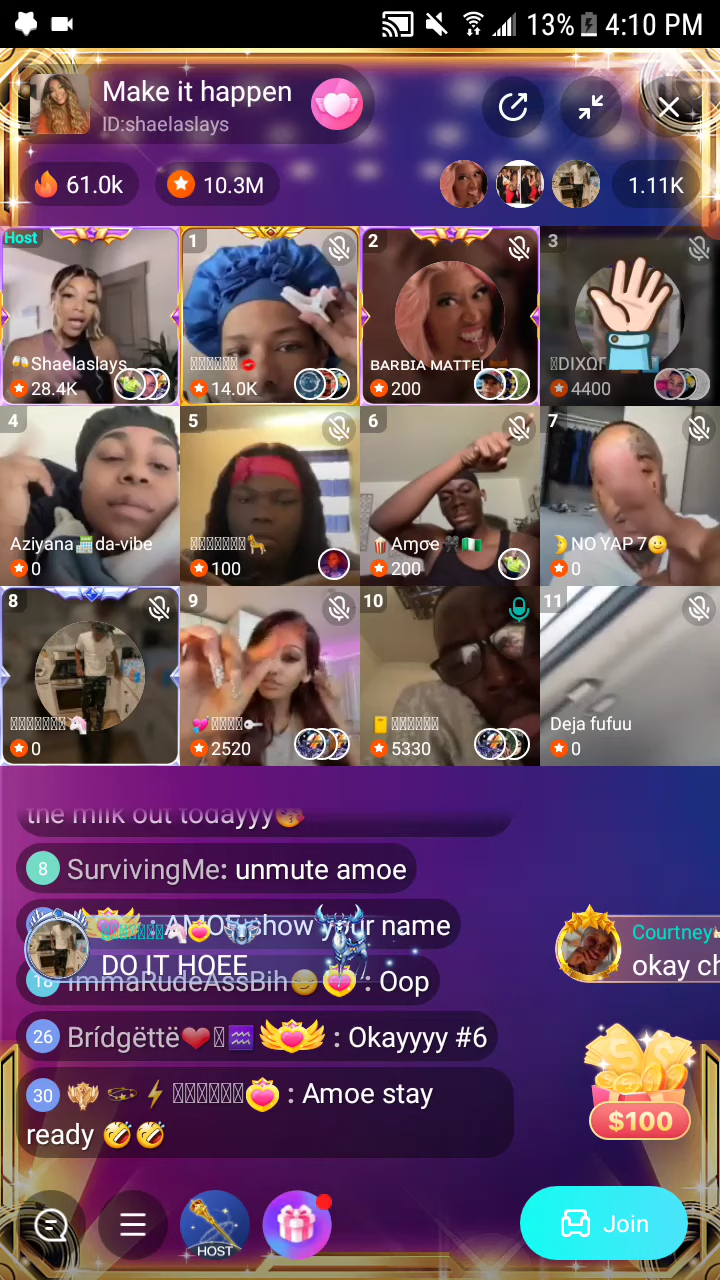 13% 4:10 PM
Make it happen
ID:shaelaslays
61.0k 10.3M 1.11K
Host
Shaelaslays
28.4K
1
14.0K
2
BARBIA MATTEL
200
3
4400
4
Aziyana🏥da-vibe
0
5
100
6
🍿Amoe 🇳🇬
200
7
🌛NO YAP 7🌝
0
8
0
9
2520
10
5330
11
Deja fufuu
0
the milk out todayyy😚
8 SurvivingMe: unmute amoe
: AMOE show your name
DO IT HOEE
Courtney
okay ch
18 ImmaRudeAssBih😏 : Oop
26 Brídgëttë❤️ ♒ : Okayyyy #6
30 : Amoe stay
ready 🤣🤣
$100
HOST
Join